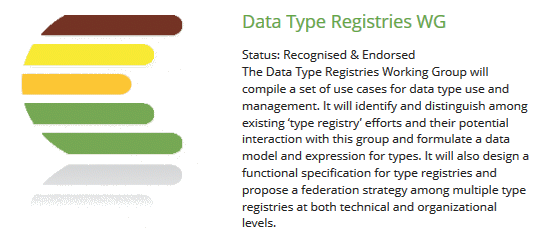 Data Type Registries WG
Status: Recognised & Endorsed
The Data Type Registries Working Group will
compile a set of use cases for data type use and
management. It will identify and distinguish among
existing ‘type registry’ efforts and their potential
interaction with this group and formulate a data
model and expression for types. It will also design a
functional specification for type registries and
propose a federation strategy among multiple type
registries at both technical and organizational
levels.